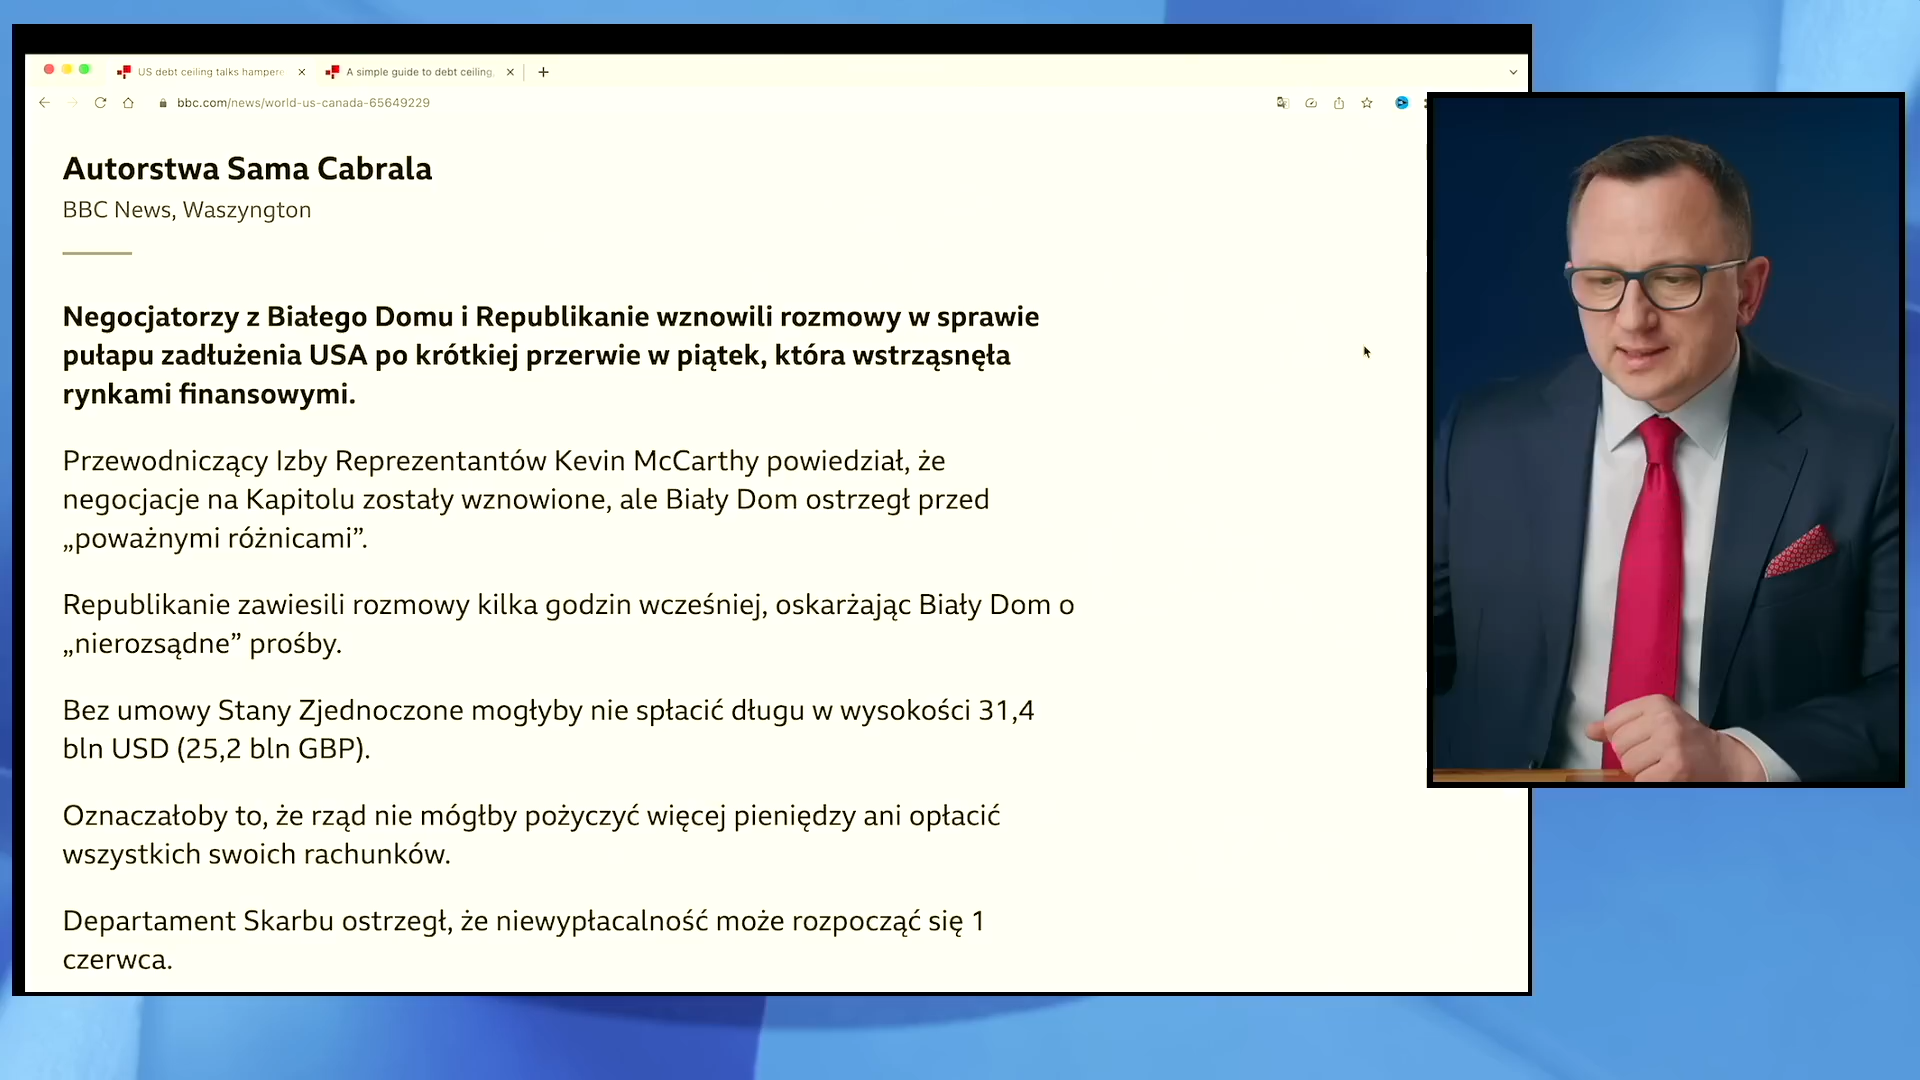 US debt ceiling talks hampere
A simple guide to debt ceiling,
bbc.com/news/world-us-canada-65649229
Autorstwa Sama Cabrala
BBC News, Waszyngton
Negocjatorzy z Białego Domu i Republikanie wznowili rozmowy w sprawie
pułapu zadłużenia USA po krótkiej przerwie w piątek, która wstrząsnęła
rynkami finansowymi.
Przewodniczący Izby Reprezentantów Kevin McCarthy powiedział, że
negocjacje na Kapitolu zostały wznowione, ale Biały Dom ostrzegł przed
„poważnymi różnicami”.
Republikanie zawiesili rozmowy kilka godzin wcześniej, oskarżając Biały Dom o
„nierozsądne” prośby.
Bez umowy Stany Zjednoczone mogłyby nie spłacić długu w wysokości 31,4
bln USD (25,2 bln GBP).
Oznaczałoby to, że rząd nie mógłby pożyczyć więcej pieniędzy ani opłacić
wszystkich swoich rachunków.
Departament Skarbu ostrzegł, że niewypłacalność może rozpocząć się 1
czerwca.